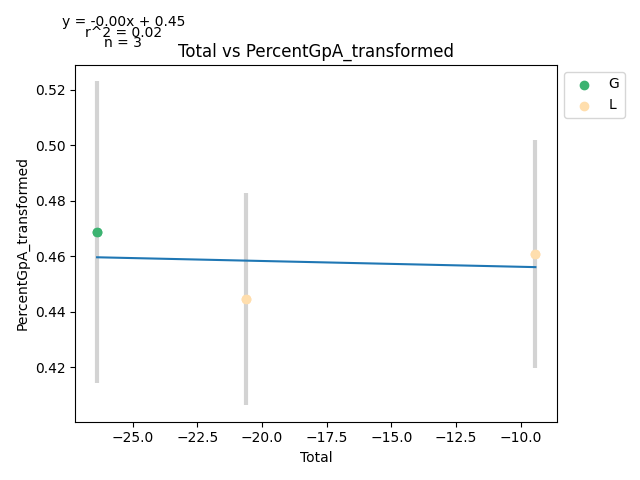 y = -0.00x + 0.45
r^2 = 0.02
n = 3
Total vs PercentGpA_transformed
G
L
PercentGpA_transformed
0.52
0.50
0.48
0.46
0.44
0.42
−25.0 −22.5 −20.0 −17.5 −15.0 −12.5 −10.0
Total